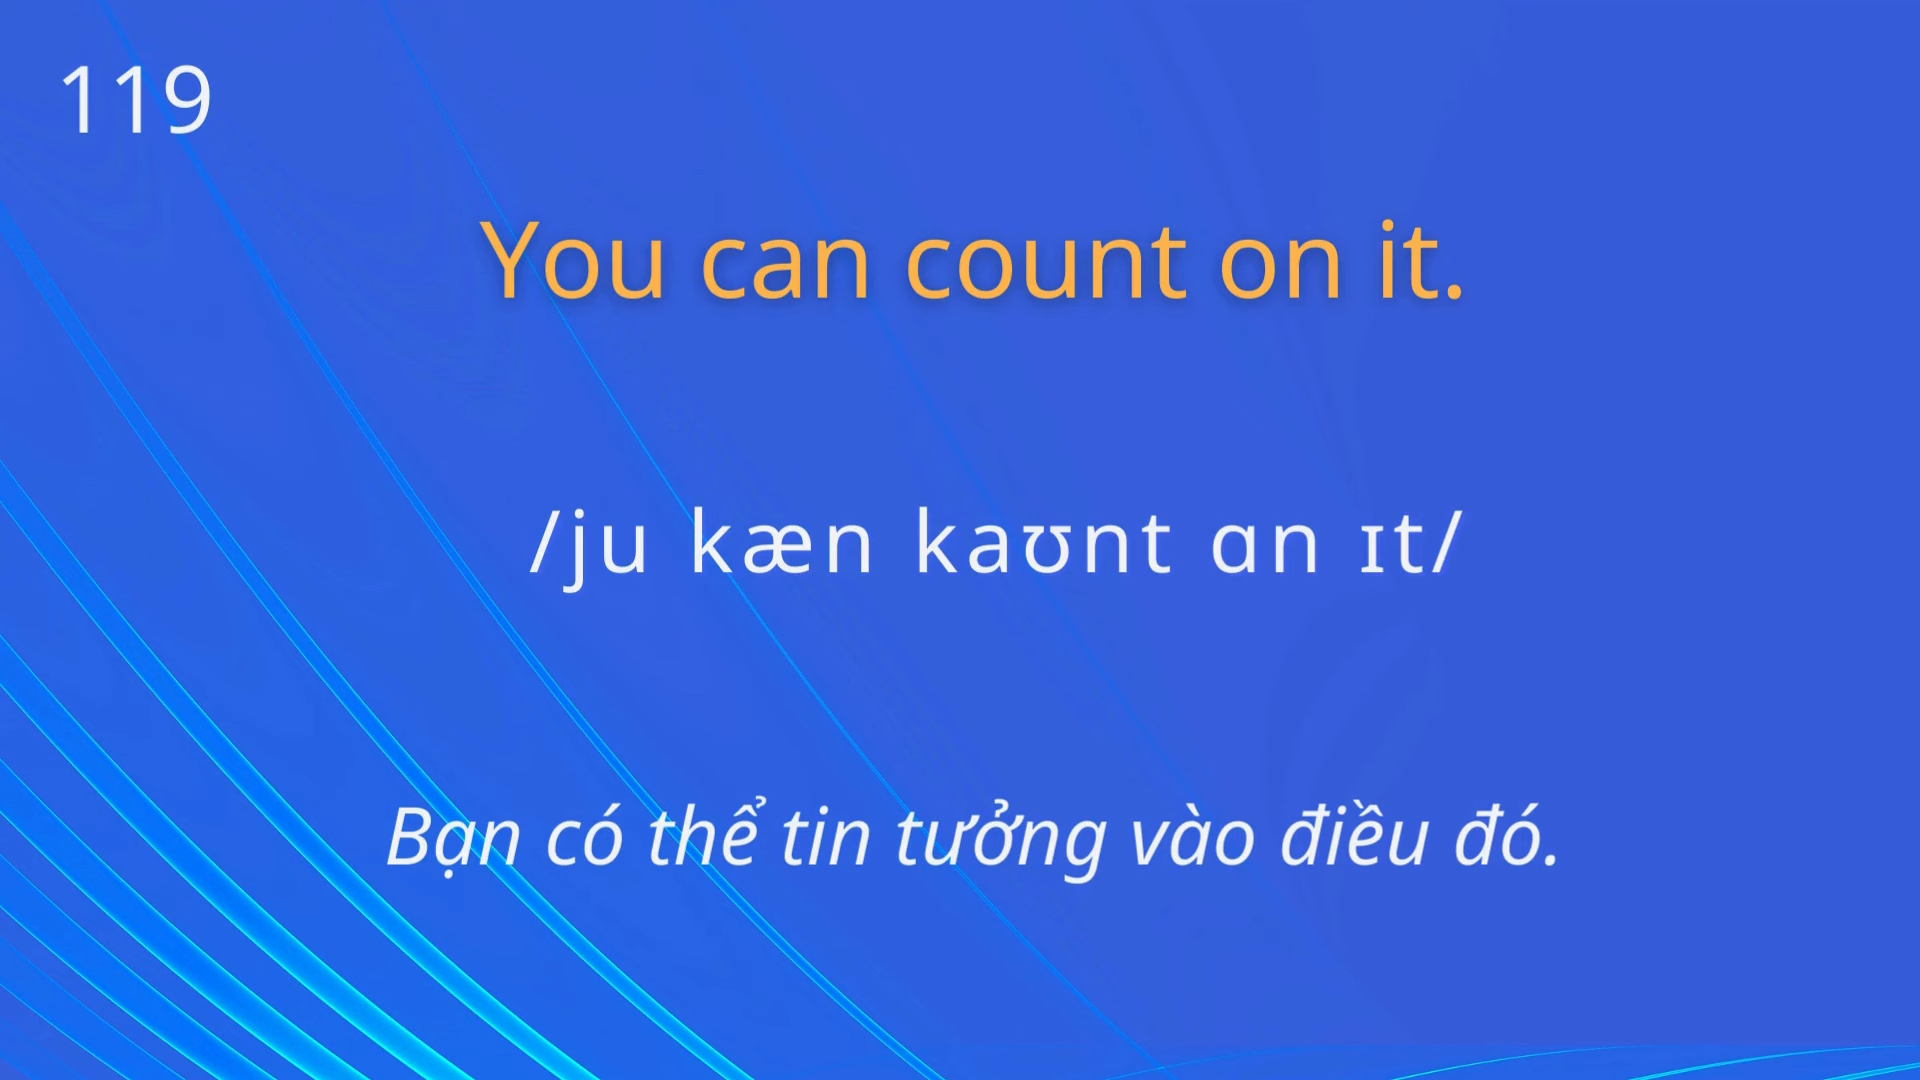 119
You can count on it.
/ju kæn kaʊnt ɑn ɪt/
Bạn có thể tin tưởng vào điều đó.